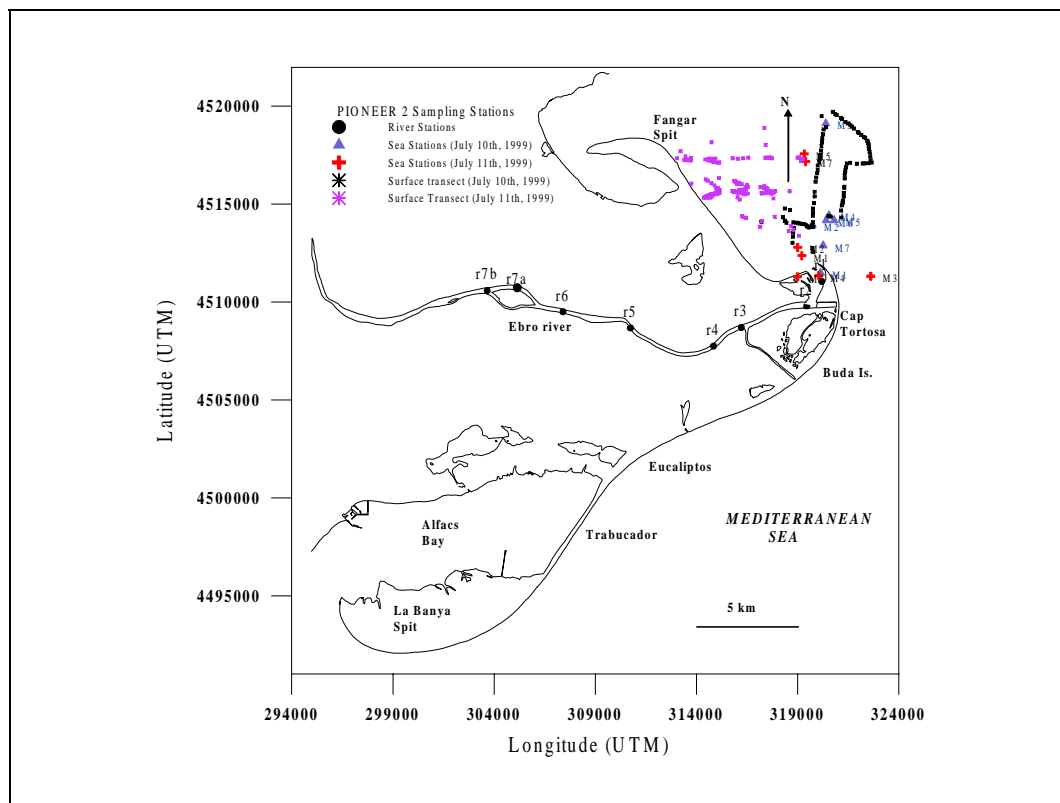 4520000
4515000
4510000
4505000
4500000
4495000
Latitude (UTM)
PIONEER 2 Sampling Stations
River Stations
Sea Stations (July 10th, 1999)
Sea Stations (July 11th, 1999)
Surface transect (July 10th, 1999)
Surface Transect (July 11th, 1999)
Fangar
Spit
N
M7
M2
M7
M1
M4
M3
r7b
r7a
r6
r5
r4
r3
Ebro river
Cap
Tortosa
Buda Is.
Eucaliptos
Trabucador
Alfacs
Bay
La Banya
Spit
MEDITERRANEAN
SEA
5 km
294000
299000
304000
309000
314000
319000
324000
Longitude (UTM)